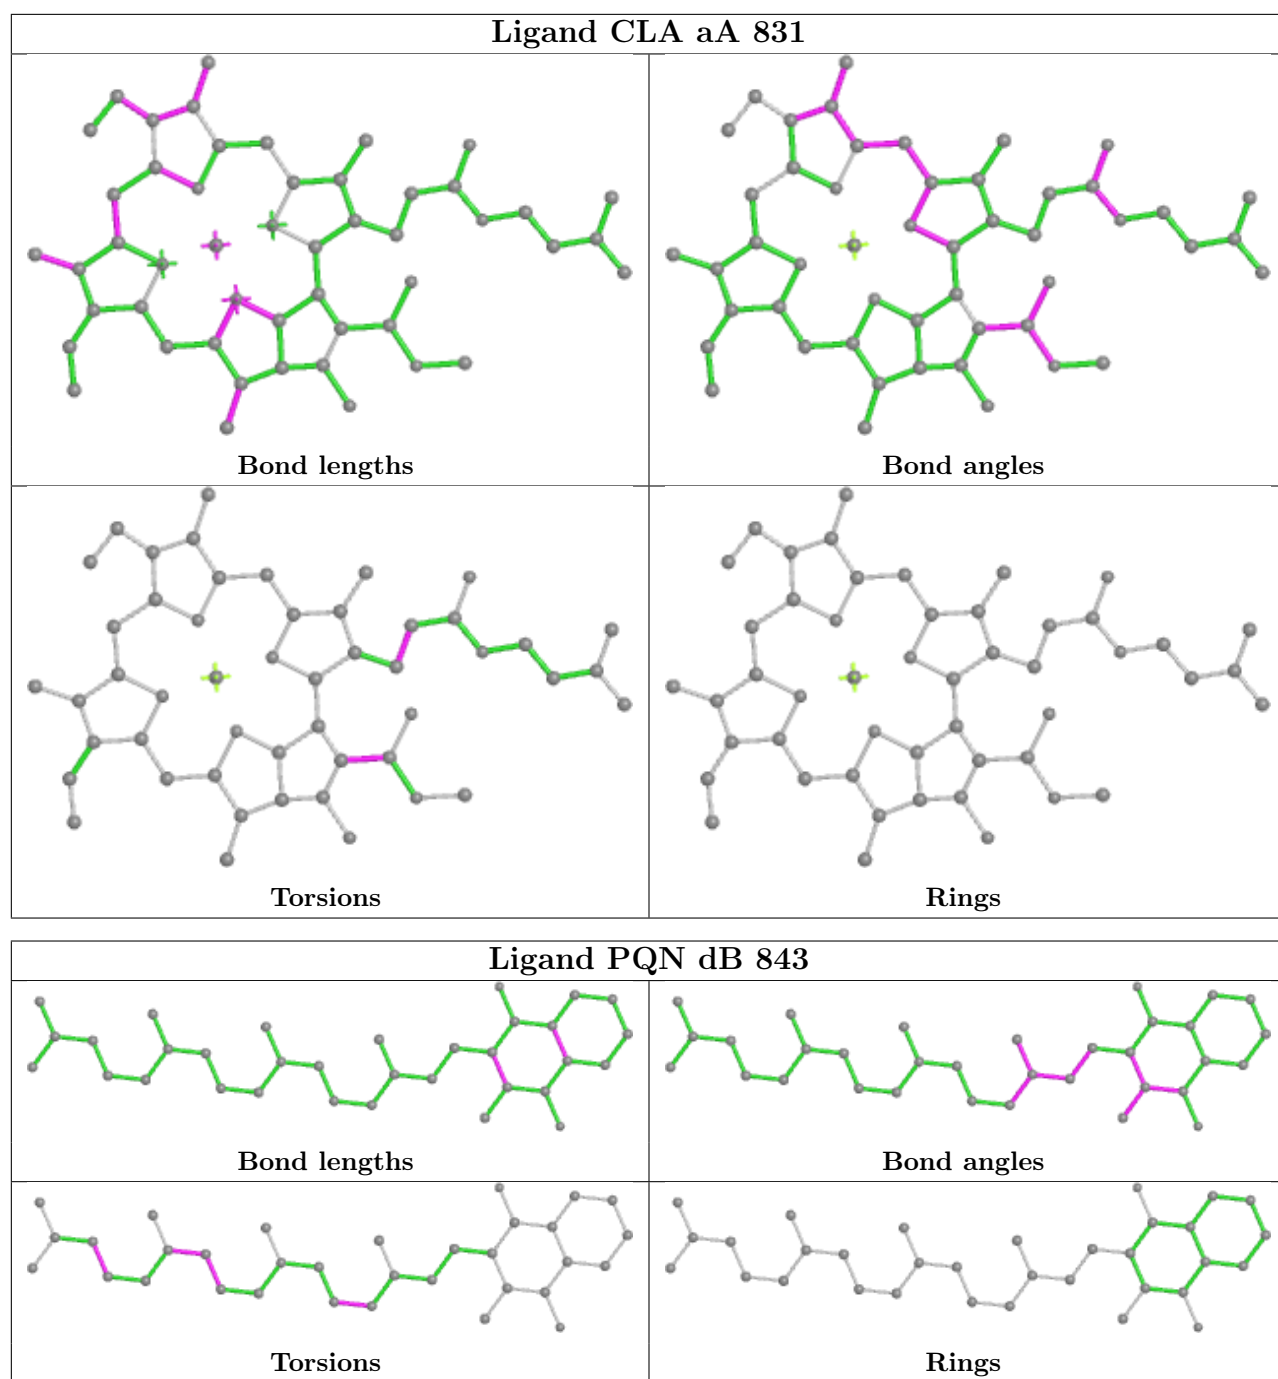 Ligand CLA aA 831
Bond lengths
Bond angles
Torsions
Rings
Ligand PQN dB 843
Bond lengths
Bond angles
Torsions
Rings